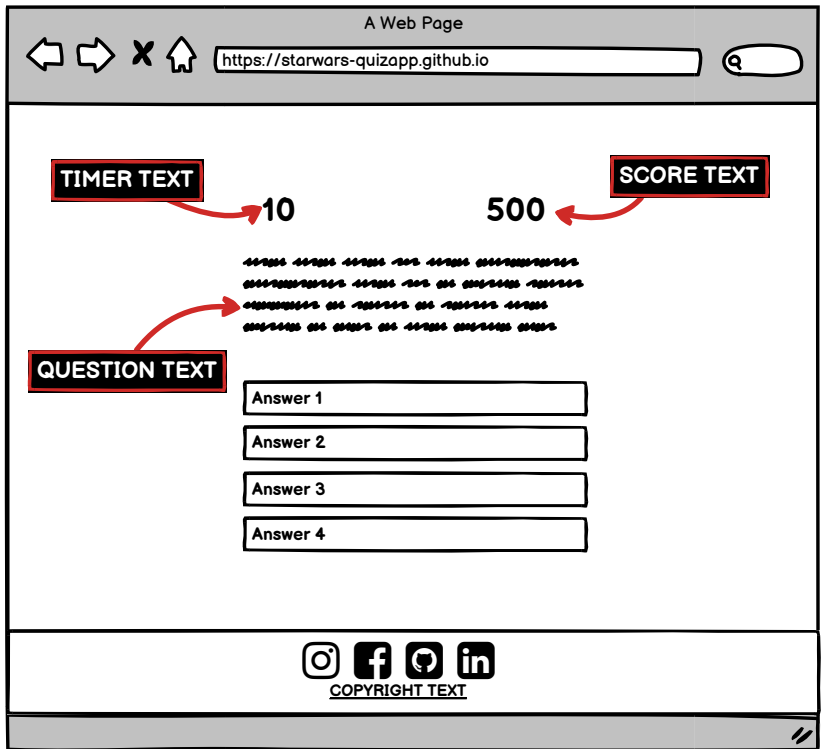 A Web Page
https://starwars-quizapp.github.io
TIMER TEXT
SCORE TEXT
10
500
QUESTION TEXT
Answer 1
Answer 2
Answer 3
Answer 4
COPYRIGHT TEXT